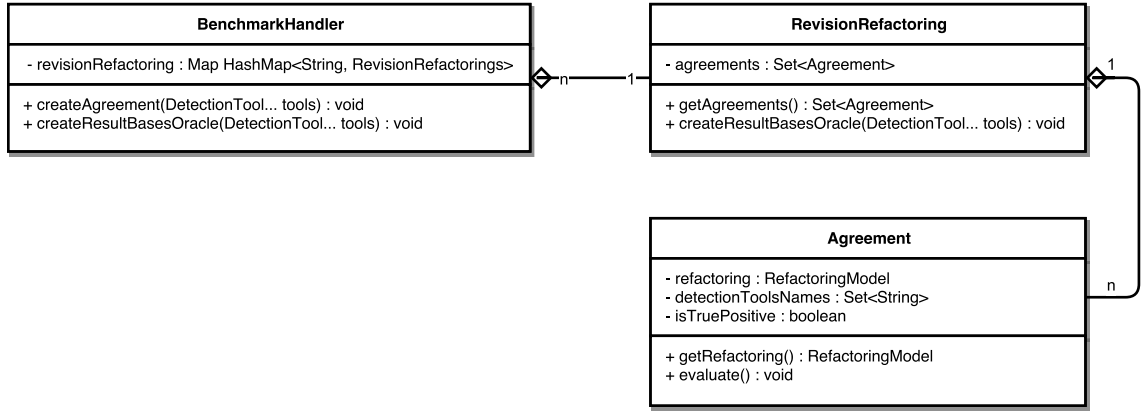 BenchmarkHandler
- revisionRefactoring : Map HashMap<String, RevisionRefactorings>
+ createAgreement(DetectionTool... tools) : void
+ createResultBasesOracle(DetectionTool... tools) : void
n
1
RevisionRefactoring
- agreements : Set<Agreement>
+ getAgreements() : Set<Agreement>
+ createResultBasesOracle(DetectionTool... tools) : void
1
n
Agreement
- refactoring : RefactoringModel
- detectionToolsNames : Set<String>
- isTruePositive : boolean
+ getRefactoring() : RefactoringModel
+ evaluate() : void